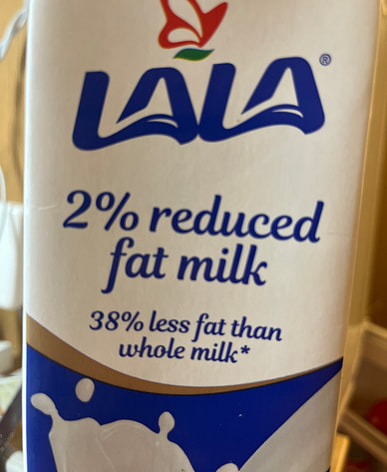 LALA®
2% reduced
fat milk
38% less fat than
whole milk*